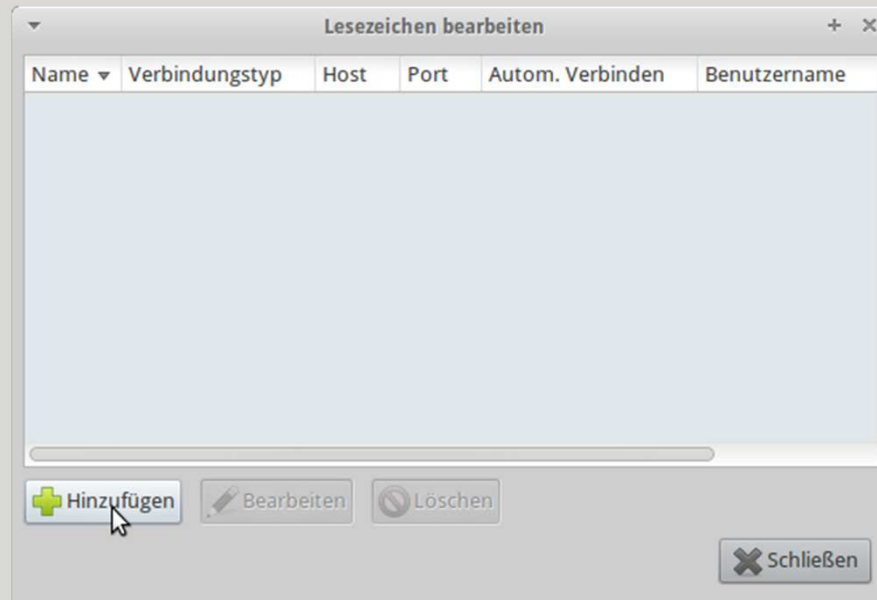 Lesezeichen bearbeiten
Name Verbindungstyp Host Port Autom. Verbinden Benutzername
Hinzufügen Bearbeiten Löschen
Schließen